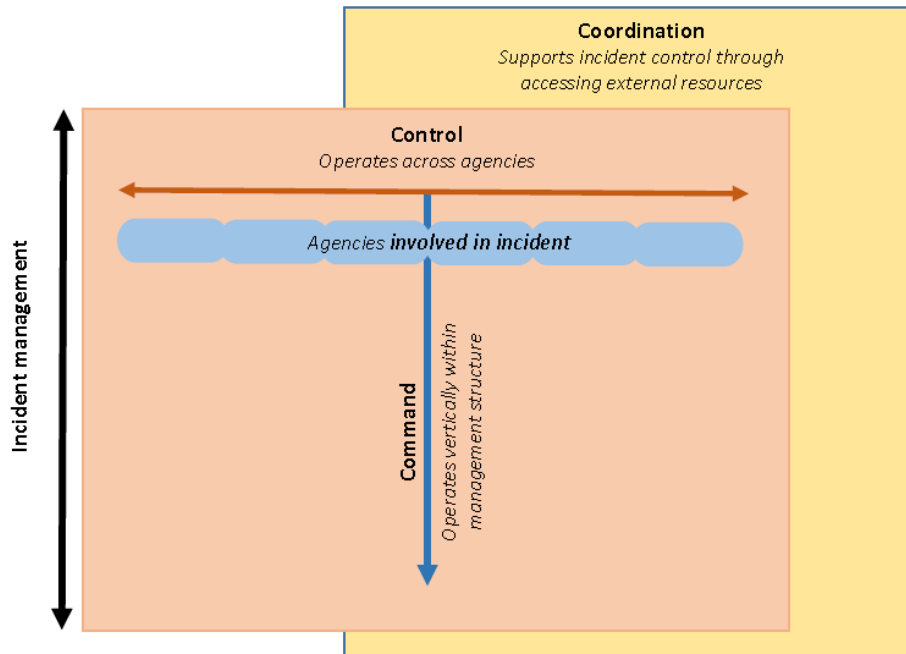 Coordination
Supports incident control through
accessing external resources
Control
Operates across agencies
Agencies involved in incident
Incident management
Command
Operates vertically within
management structure